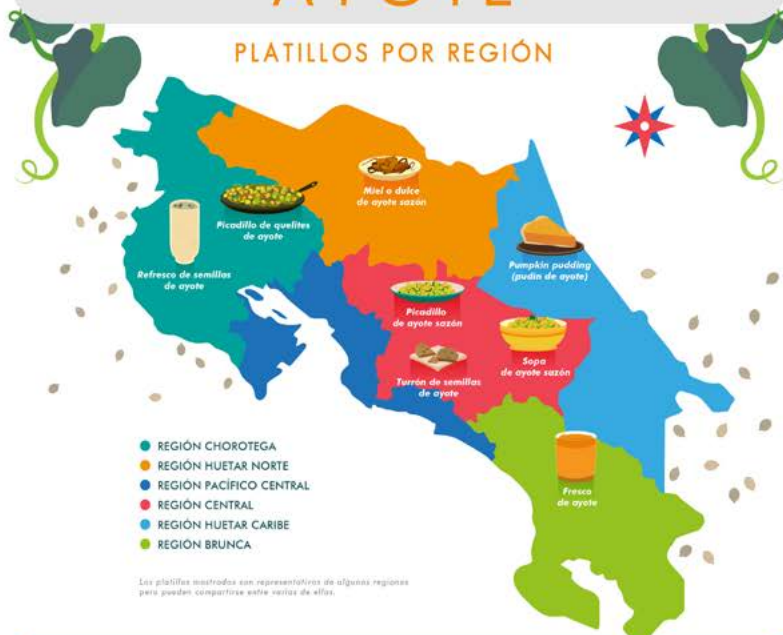 AYOTE
PLATILLOS POR REGIÓN
Miel o dulce
de ayote sazón
Picadillo de quelites
de ayote
Refresco de semillas
de ayote
Pumpkin pudding
(pudín de ayote)
Picadillo
de ayote sazón
Sopa
de ayote sazón
Turrón de semillas
de ayote
Fresco
de ayote
REGIÓN CHOROTEGA
REGIÓN HUETAR NORTE
REGIÓN PACÍFICO CENTRAL
REGIÓN CENTRAL
REGIÓN HUETAR CARIBE
REGIÓN BRUNCA
Los platillos mostrados son representativos de algunas regiones
pero pueden compartirse entre varias de ellas.